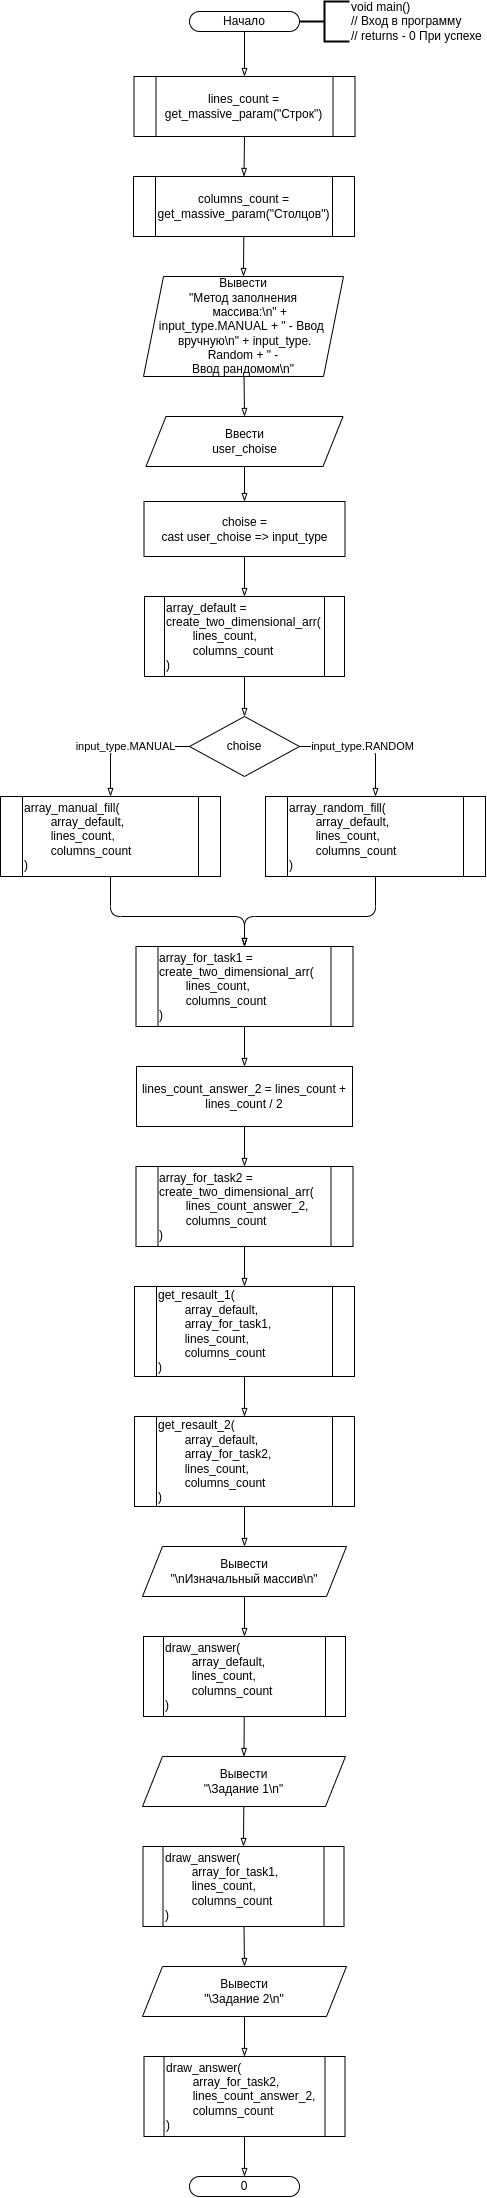 Начало
void main()
// Вход в программу
// returns - 0 При успехе
lines_count =
get_massive_param("Строк")
columns_count =
get_massive_param("Столцов")
Вывести
"Метод заполнения
массива:\n" +
input_type.MANUAL + " - Ввод
вручную\n" + input_type.
Random + " -
Ввод рандомом\n"
Ввести
user_choise
choise =
cast user_choise => input_type
array_default =
create_two_dimensional_arr(
lines_count,
columns_count
)
choise
input_type.MANUAL
input_type.RANDOM
array_manual_fill(
array_default,
lines_count,
columns_count
)
array_random_fill(
array_default,
lines_count,
columns_count
)
array_for_task1 =
create_two_dimensional_arr(
lines_count,
columns_count
)
lines_count_answer_2 = lines_count +
lines_count / 2
array_for_task2 =
create_two_dimensional_arr(
lines_count_answer_2,
columns_count
)
get_resault_1(
array_default,
array_for_task1,
lines_count,
columns_count
)
get_resault_2(
array_default,
array_for_task2,
lines_count,
columns_count
)
Вывести
"\nИзначальный массив\n"
draw_answer(
array_default,
lines_count,
columns_count
)
Вывести
"\Задание 1\n"
draw_answer(
array_for_task1,
lines_count,
columns_count
)
Вывести
"\Задание 2\n"
draw_answer(
array_for_task2,
lines_count_answer_2,
columns_count
)
0